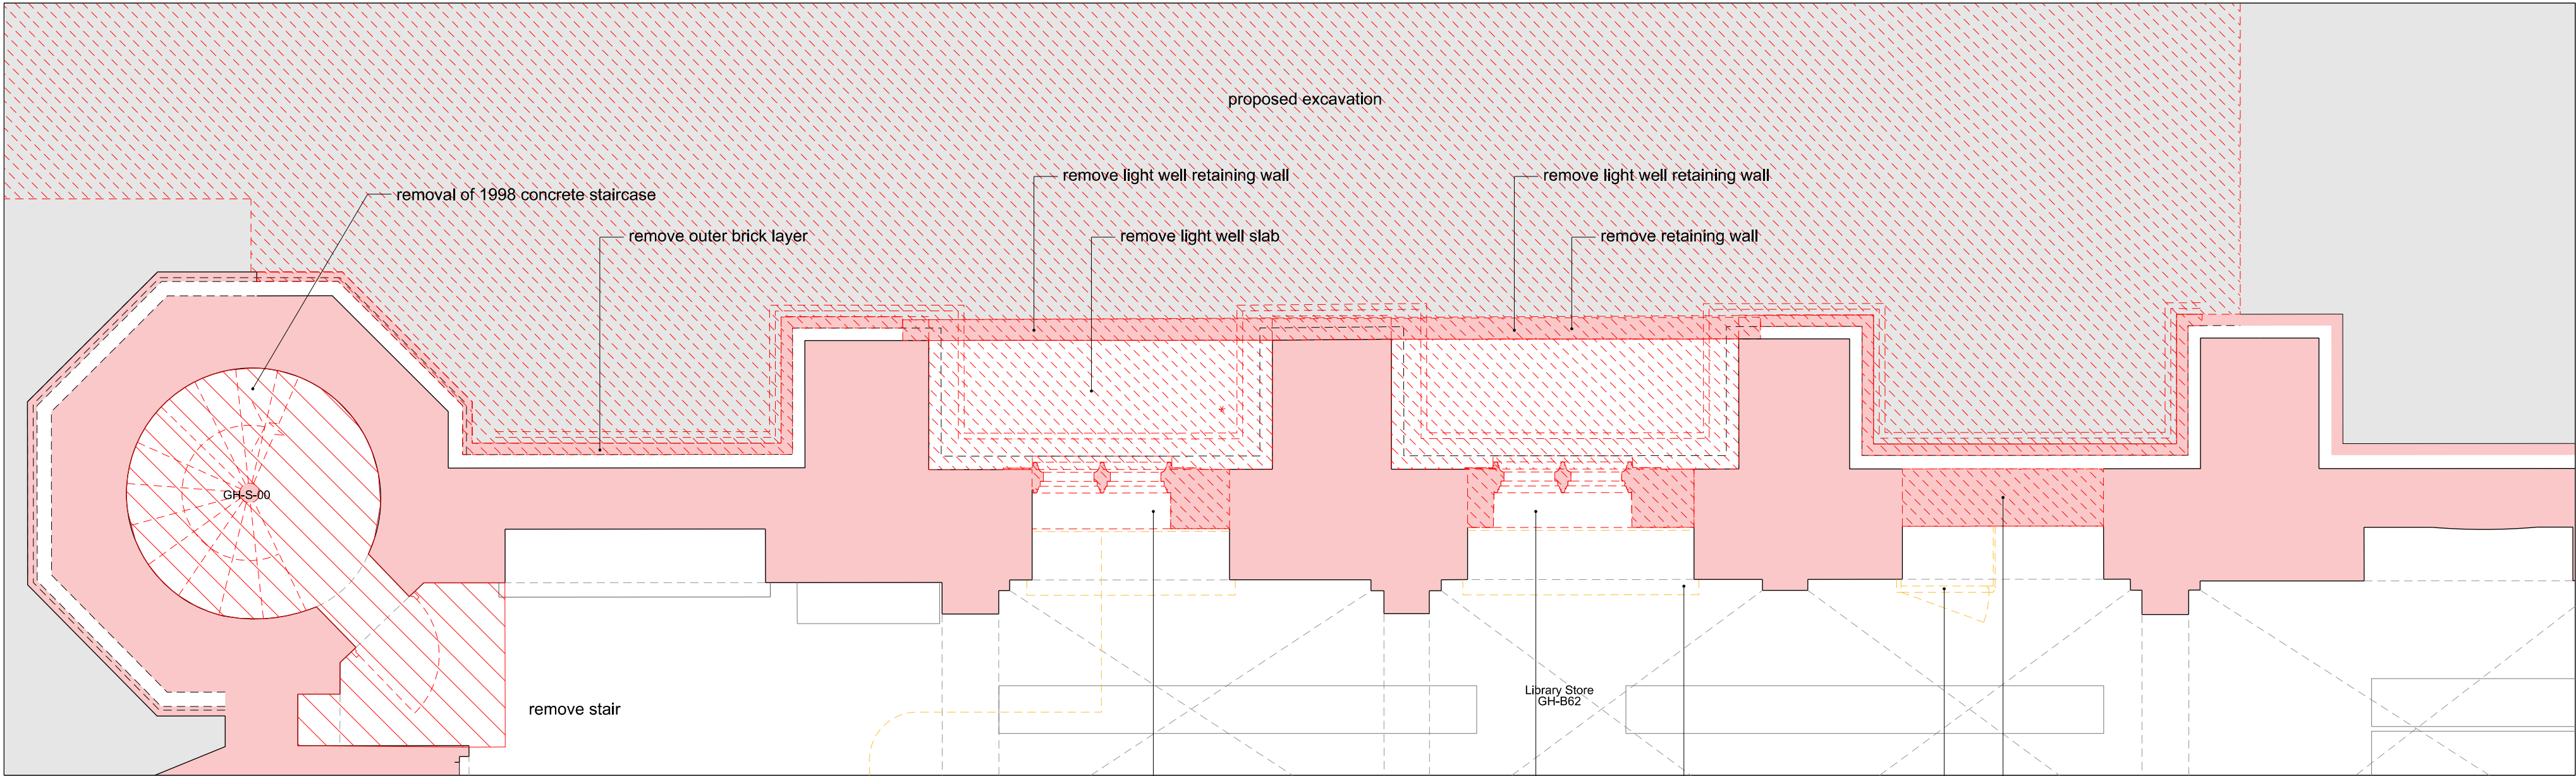 proposed excavation
remove light well retaining wall
remove light well retaining wall
removal of 1998 concrete staircase
remove outer brick layer
remove light well slab
remove retaining wall
GH-S-00
Library Store
GH-B62
remove stair